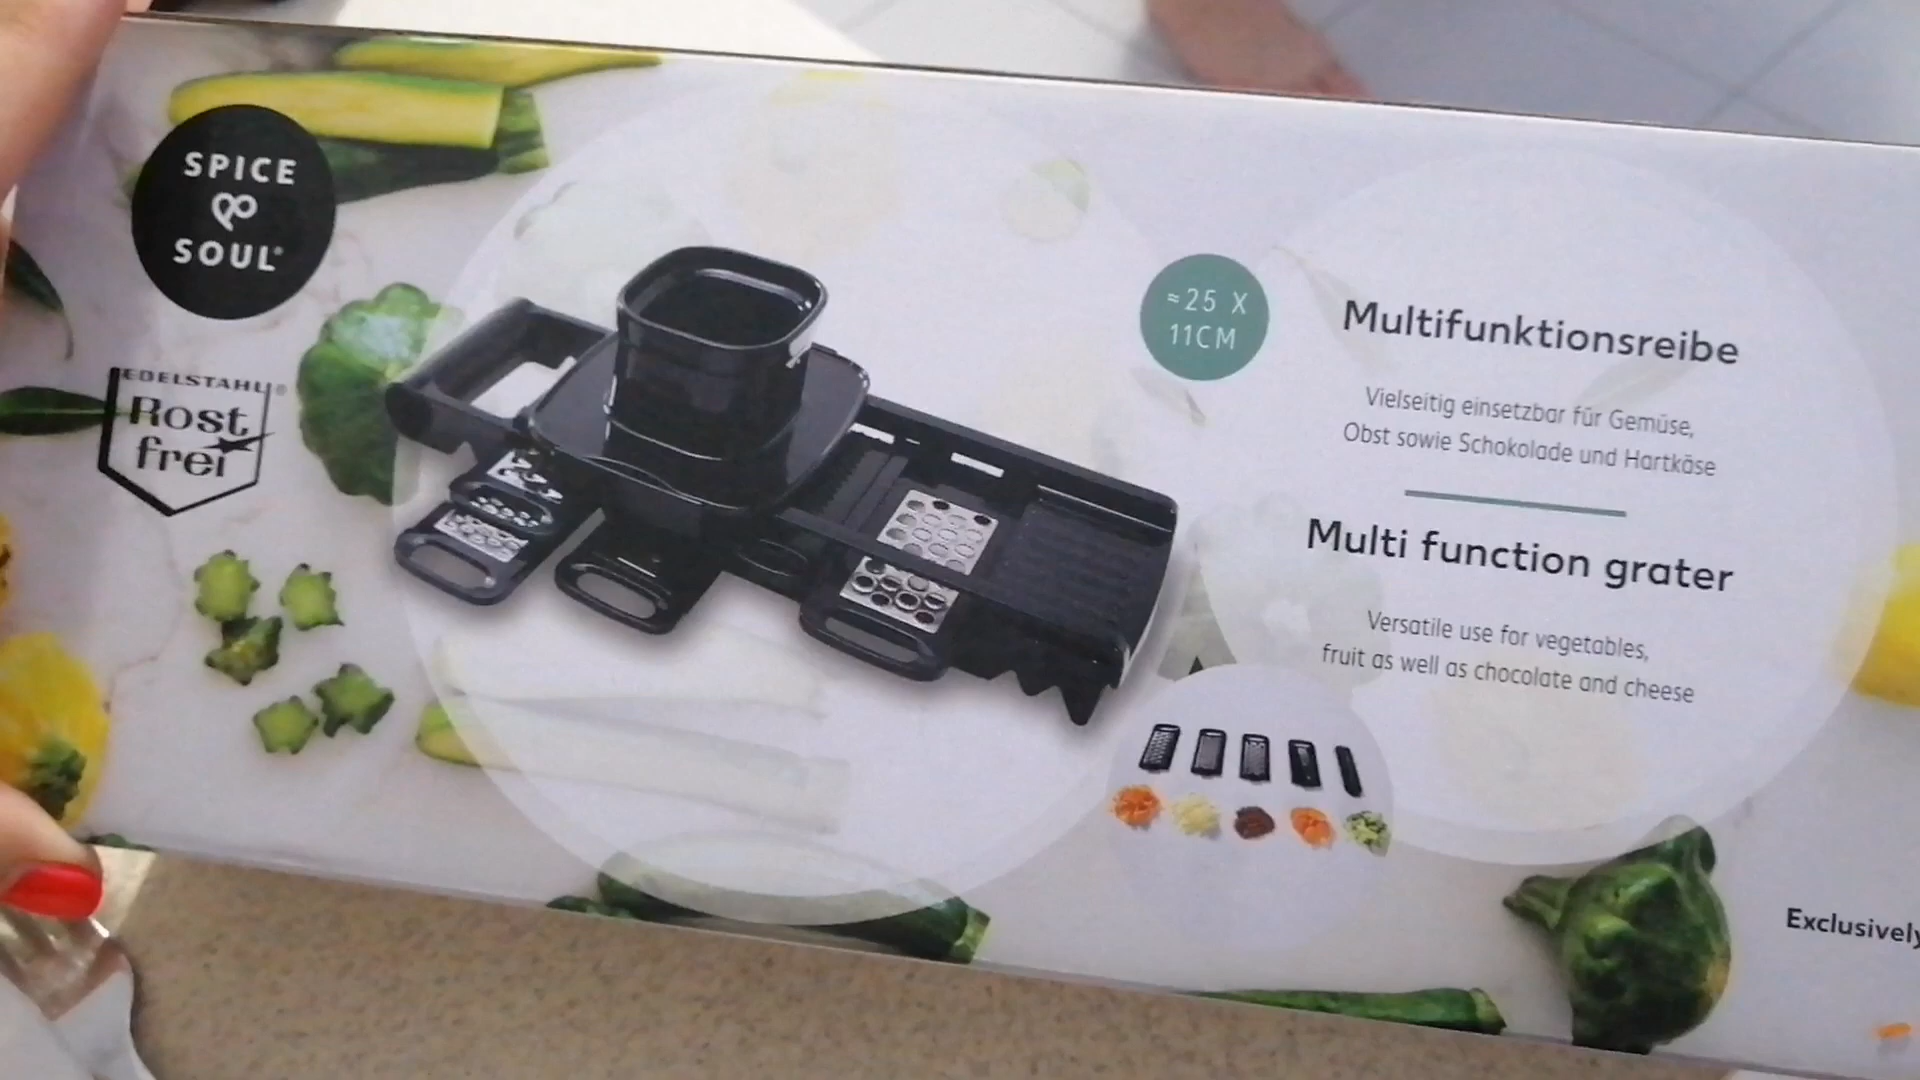 SPICE
&
SOUL®
EDELSTAHL®
Rost
frei
≈25 X
11CM
Multifunktionsreibe
Vielseitig einsetzbar für Gemüse,
Obst sowie Schokolade und Hartkäse
Multi function grater
Versatile use for vegetables,
fruit as well as chocolate and cheese
Exclusively